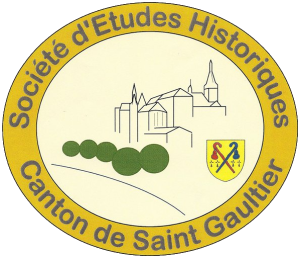 Société d'Etudes Historiques
Canton de Saint Gaultier